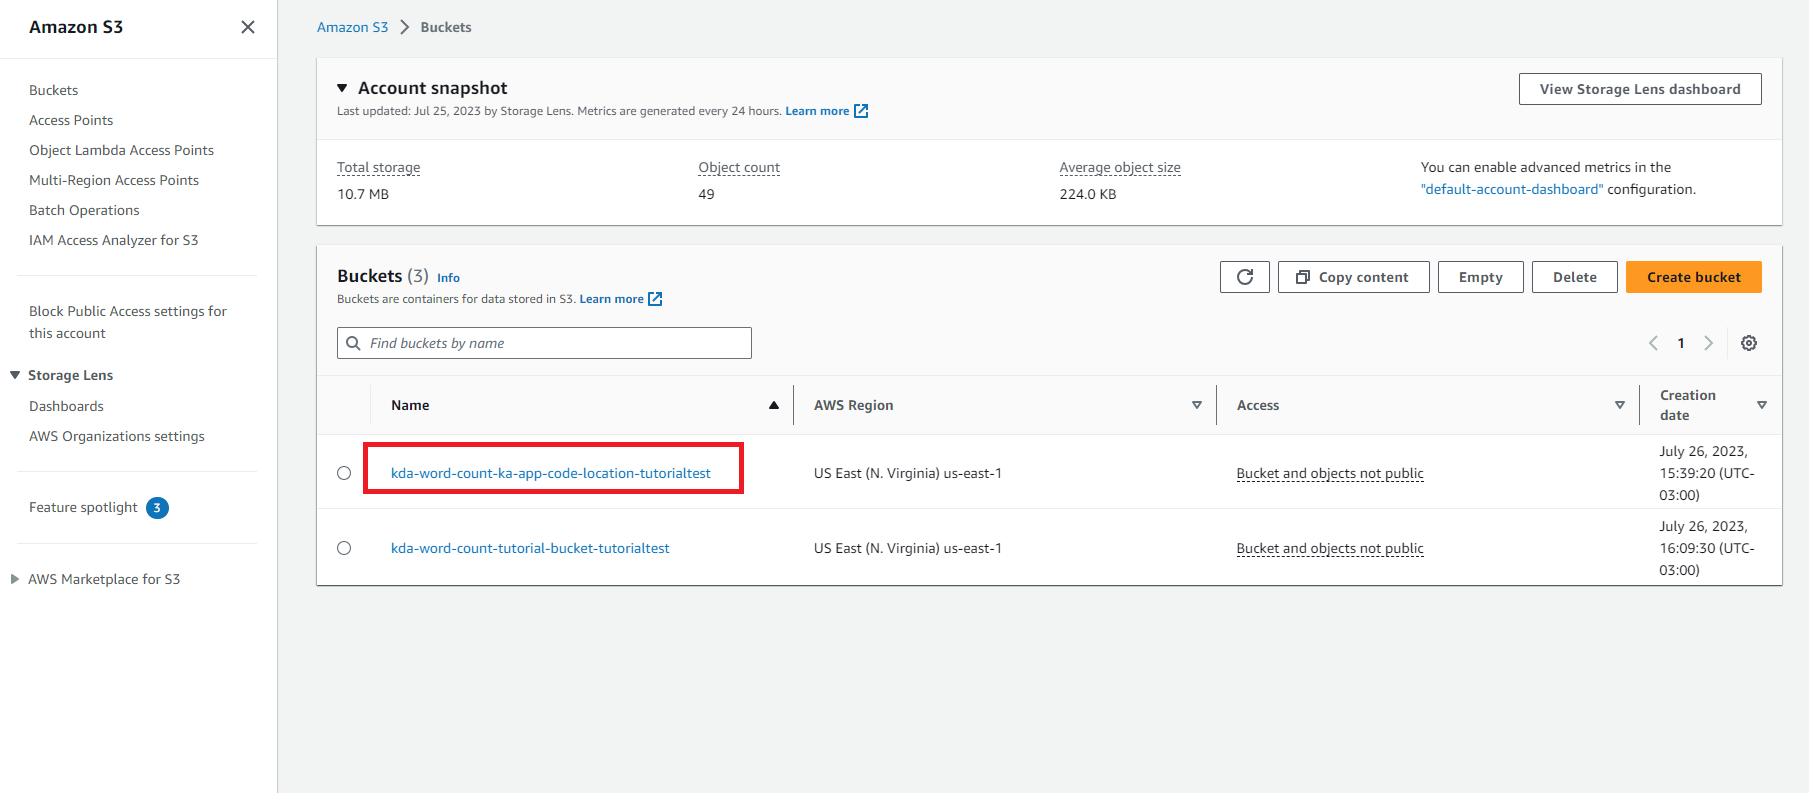 Amazon S3
Buckets
Access Points
Object Lambda Access Points
Multi-Region Access Points
Batch Operations
IAM Access Analyzer for S3
Block Public Access settings for
this account
Storage Lens
Dashboards
AWS Organizations settings
Feature spotlight 3
AWS Marketplace for S3
Amazon S3 Buckets
Account snapshot
View Storage Lens dashboard
Last updated: Jul 25, 2023 by Storage Lens. Metrics are generated every 24 hours. Learn more
Total storage
10.7 MB
Object count
49
Average object size
224.0 KB
You can enable advanced metrics in the
"default-account-dashboard" configuration.
Buckets (3) Info
Buckets are containers for data stored in S3. Learn more
Copy content
Empty
Delete
Create bucket
Find buckets by name
1
Name
AWS Region
Access
Creation
date
kda-word-count-ka-app-code-location-tutorialtest
US East (N. Virginia) us-east-1
Bucket and objects not public
July 26, 2023,
15:39:20 (UTC-
03:00)
kda-word-count-tutorial-bucket-tutorialtest
US East (N. Virginia) us-east-1
Bucket and objects not public
July 26, 2023,
16:09:30 (UTC-
03:00)